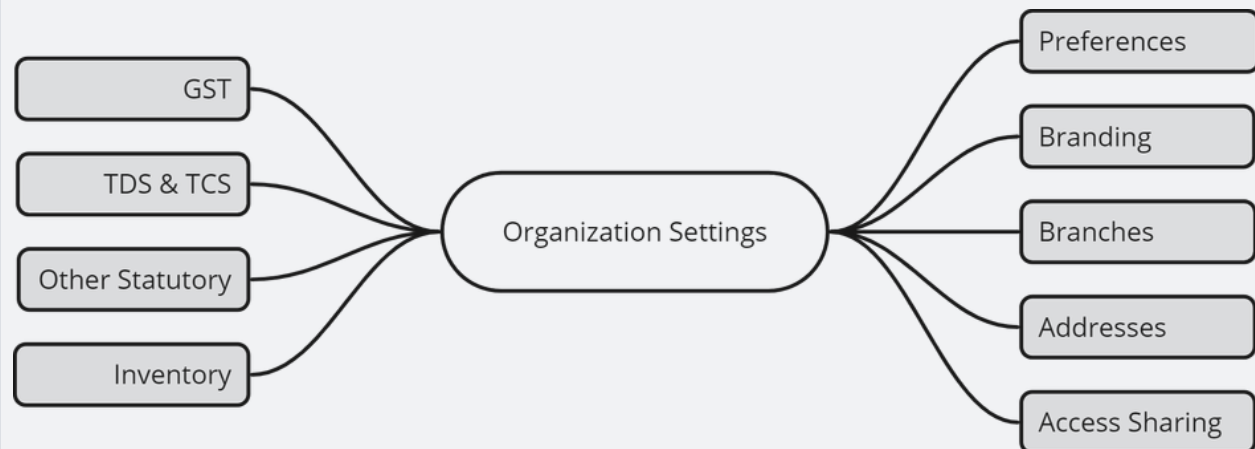 GST
TDS & TCS
Other Statutory
Inventory
Organization Settings
Preferences
Branding
Branches
Addresses
Access Sharing